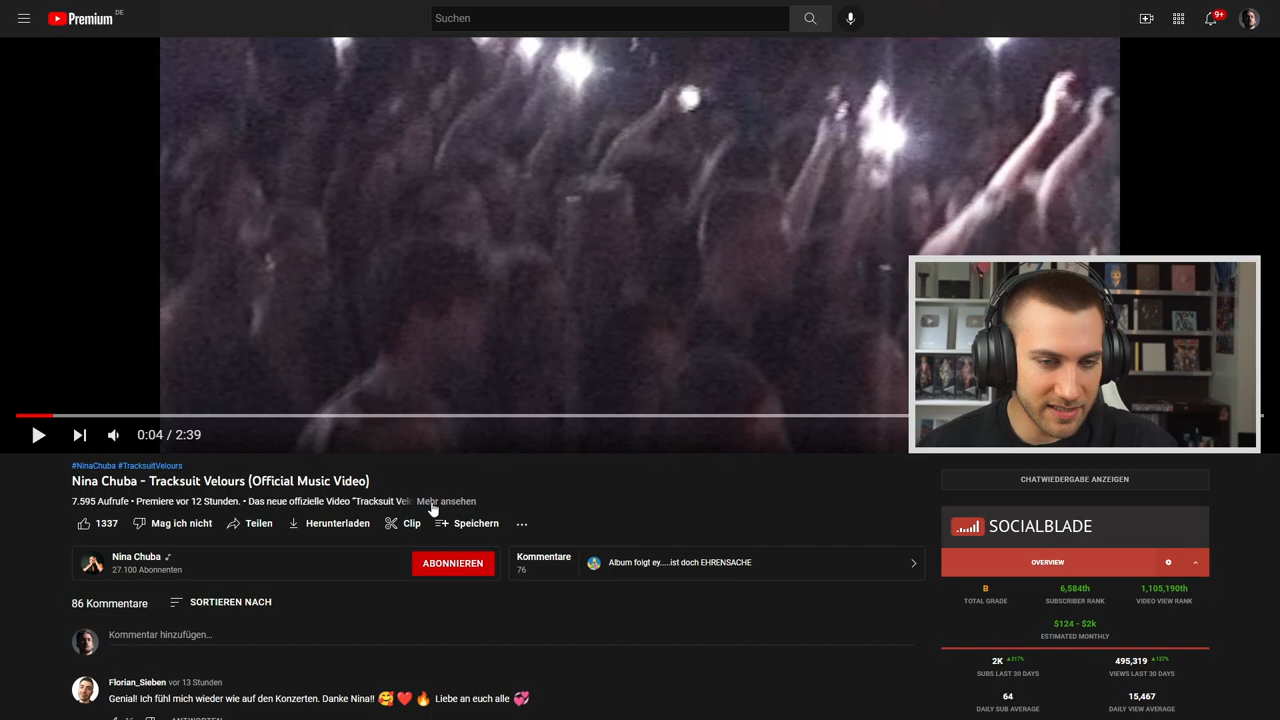 Premium DE
Suchen
9+
0:04 / 2:39
#NinaChuba #TracksuitVelours
Nina Chuba - Tracksuit Velours (Official Music Video)
7.595 Aufrufe • Premiere vor 12 Stunden. • Das neue offizielle Video "Tracksuit Velo Mehr ansehen
1337 Mag ich nicht Teilen Herunterladen Clip Speichern ...
Nina Chuba
27.100 Abonnenten
ABONNIEREN
Kommentare
76
Album folgt ey.....ist doch EHRENSACHE
86 Kommentare SORTIEREN NACH
Kommentar hinzufügen...
Florian_Sieben vor 13 Stunden
Genial! Ich fühl mich wieder wie auf den Konzerten. Danke Nina!! 🥰 ❤️ 🔥 Liebe an euch alle 💞
16 ANTWORTEN
CHATWIEDERGABE ANZEIGEN
SOCIALBLADE
OVERVIEW
B 6,584th 1,105,190th
TOTAL GRADE SUBSCRIBER RANK VIDEO VIEW RANK
$124 - $2k
ESTIMATED MONTHLY
2K ▲217% 495,319 ▲127%
SUBS LAST 30 DAYS VIEWS LAST 30 DAYS
64 15,467
DAILY SUB AVERAGE DAILY VIEW AVERAGE